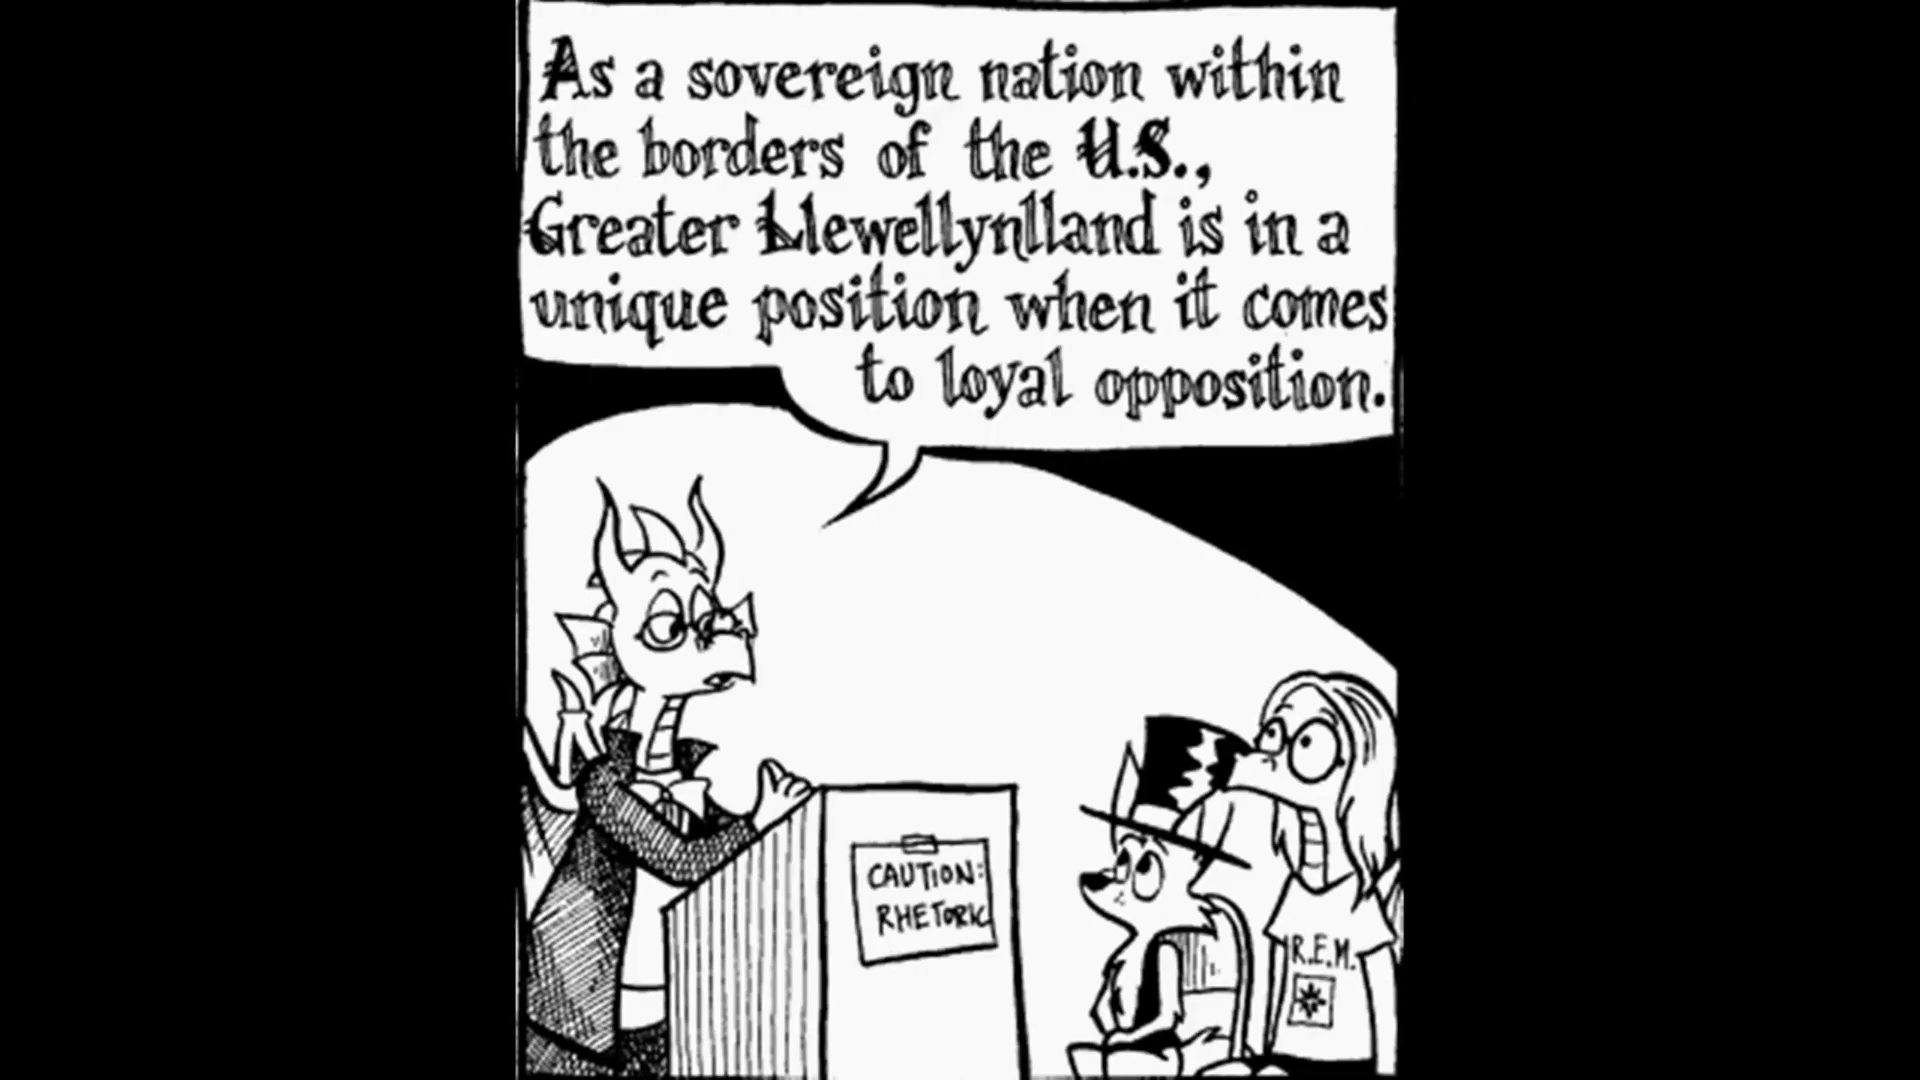 As a sovereign nation within
the borders of the U.S.,
Greater Llewellynlland is in a
unique position when it comes
to loyal opposition.
CAUTION:
RHETORIC
R.E.M.